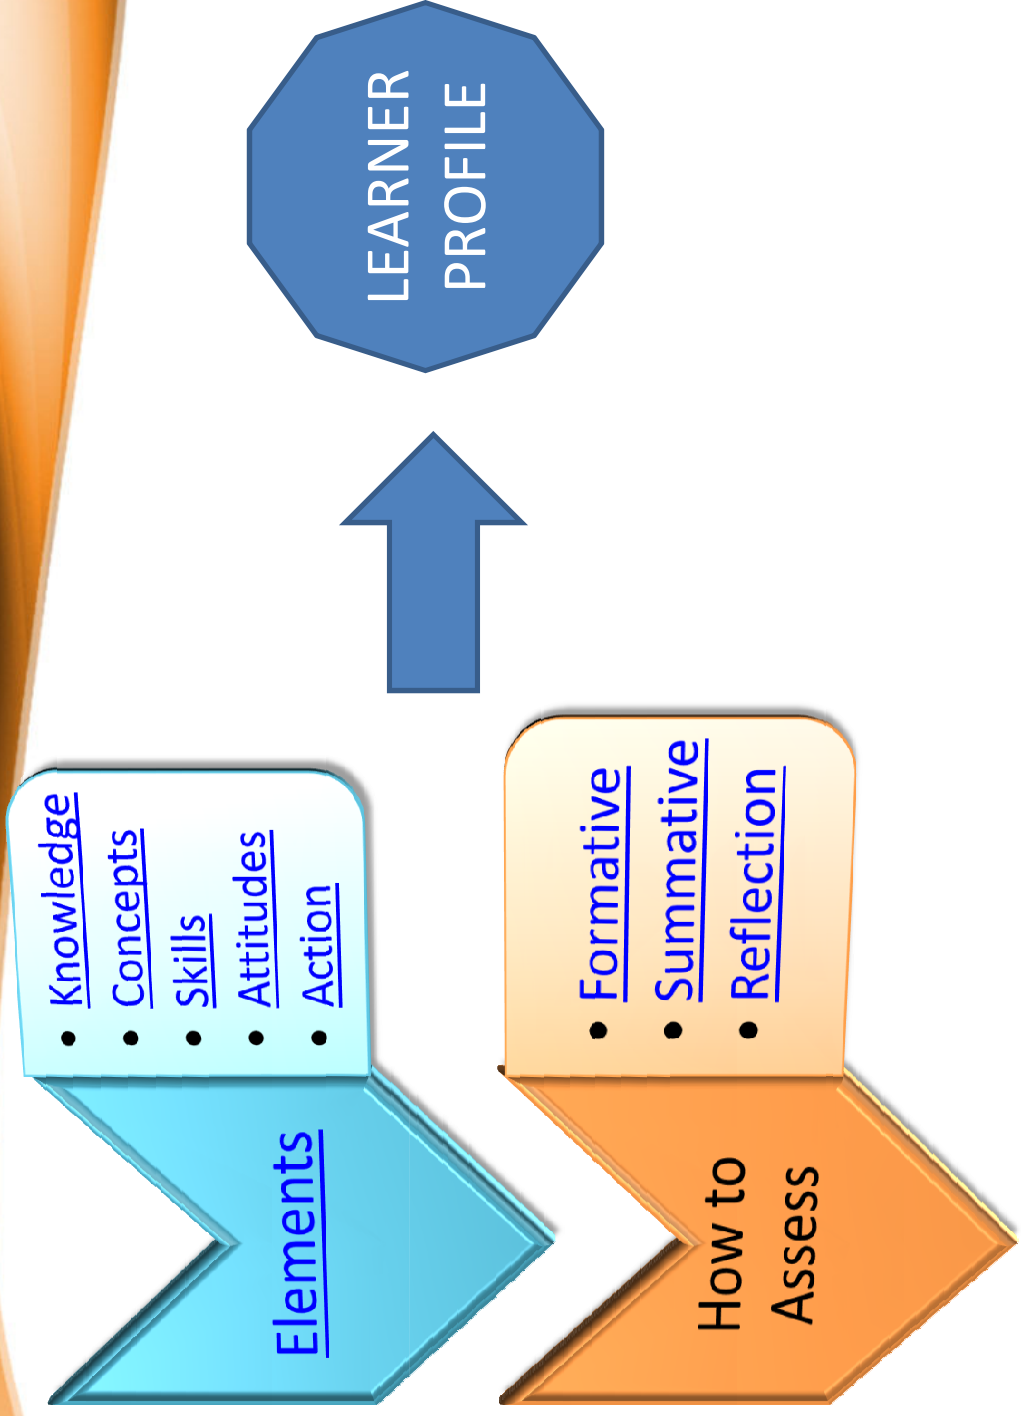 Elements
• Knowledge
• Concepts
• Skills
• Attitudes
• Action
How to
Assess
• Formative
• Summative
• Reflection
LEARNER
PROFILE